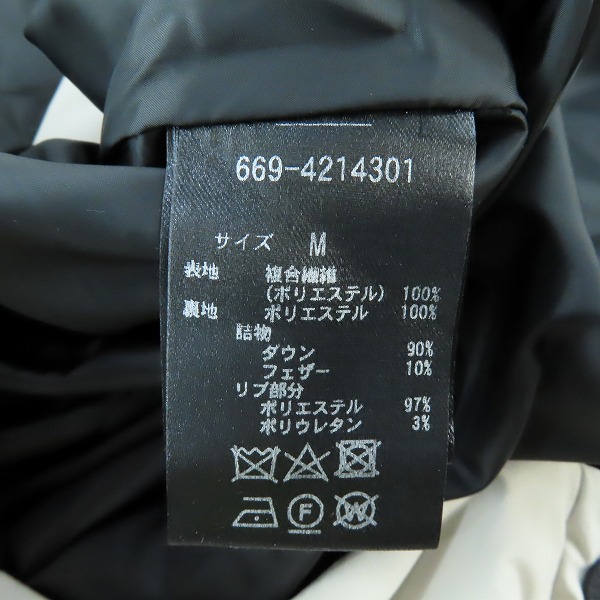 669-4214301
サイズ M
表地 複合繊維
(ポリエステル) 100%
裏地 ポリエステル 100%
詰物
ダウン 90%
フェザー 10%
リブ部分
ポリエステル 97%
ポリウレタン 3%
F W